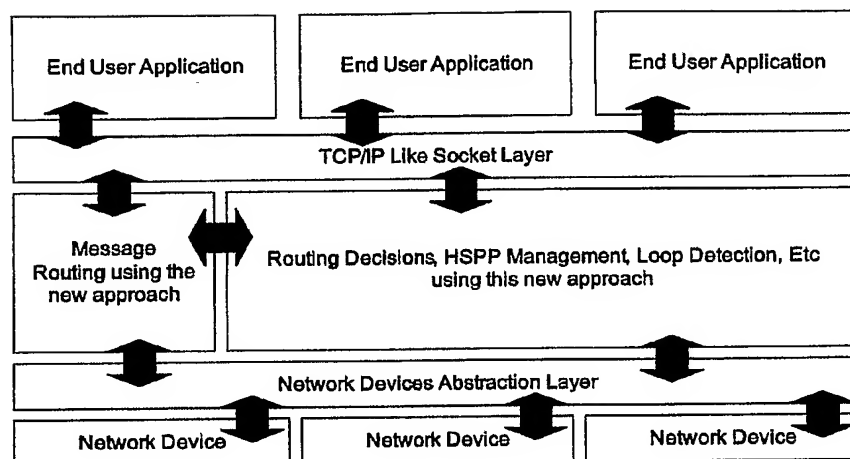 End User Application
End User Application
End User Application
TCP/IP Like Socket Layer
Message
Routing using the
new approach
Routing Decisions, HSPP Management, Loop Detection, Etc
using this new approach
Network Devices Abstraction Layer
Network Device
Network Device
Network Device